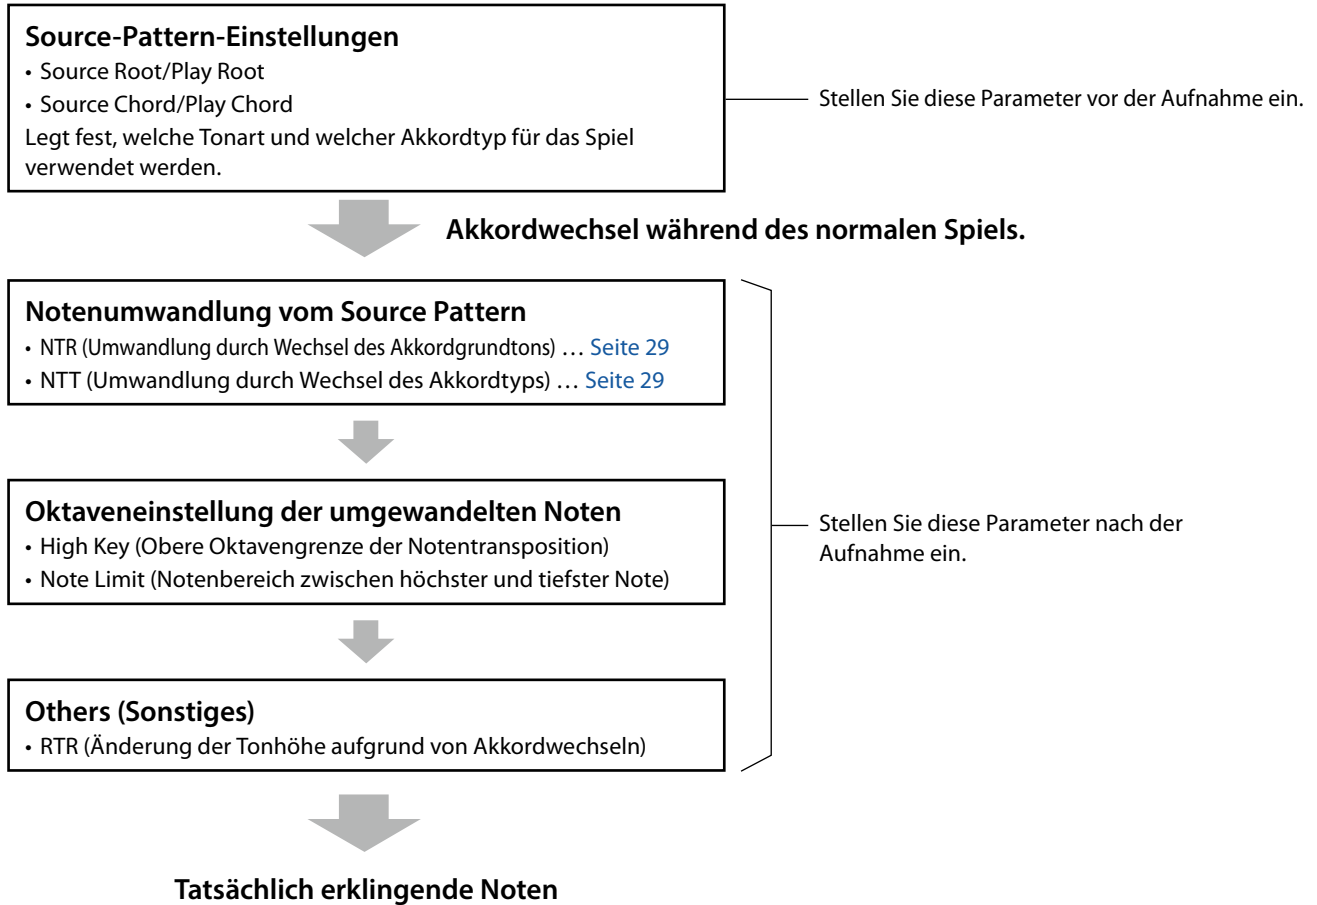 Source-Pattern-Einstellungen
• Source Root/Play Root
• Source Chord/Play Chord
Legt fest, welche Tonart und welcher Akkordtyp für das Spiel
verwendet werden.
Stellen Sie diese Parameter vor der Aufnahme ein.
Akkordwechsel während des normalen Spiels.
Notenumwandlung vom Source Pattern
• NTR (Umwandlung durch Wechsel des Akkordgrundtons) … Seite 29
• NTT (Umwandlung durch Wechsel des Akkordtyps) … Seite 29
Oktaveneinstellung der umgewandelten Noten
• High Key (Obere Oktavengrenze der Notentransposition)
• Note Limit (Notenbereich zwischen höchster und tiefster Note)
Stellen Sie diese Parameter nach der
Aufnahme ein.
Others (Sonstiges)
• RTR (Änderung der Tonhöhe aufgrund von Akkordwechseln)
Tatsächlich erklingende Noten